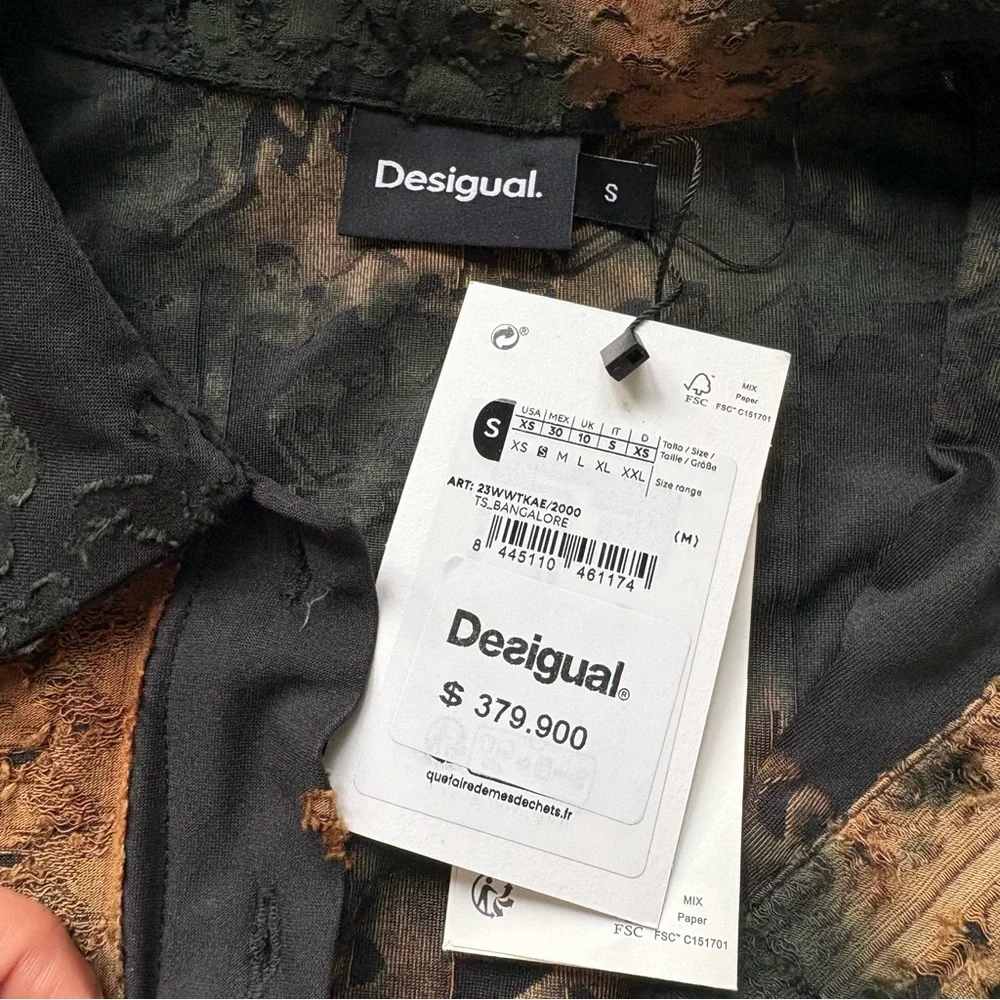 Desigual.
S
®
MIX
Paper
FSC™ C151701
FSC
S
USA MEX UK IT D
XS 30 10 S XS
Talla / Size /
Taille / Größe
XS S M L XL XXL
Size range
ART: 23WWTKAE/2000
TS_BANGALORE
(M)
8 445110 461174
Desigual®
$ 379.900
quefairedemesdechets.fr
MIX
Paper
FSC FSC™ C151701